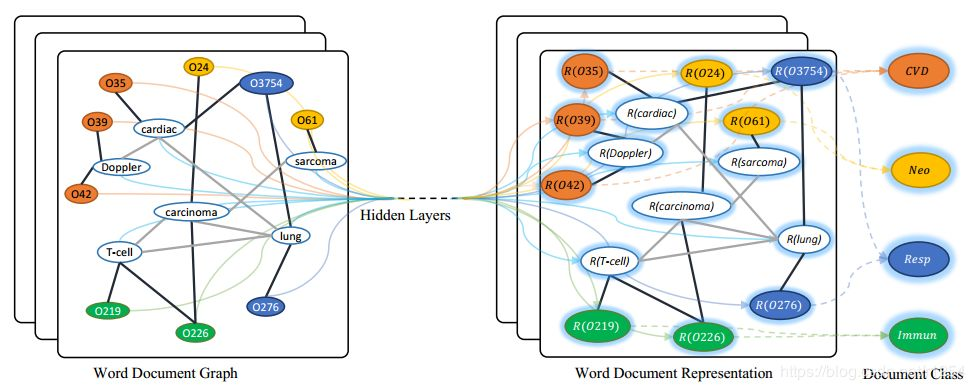 O24
O35
O3754
O39
O61
cardiac
Doppler
sarcoma
O42
carcinoma
lung
T-cell
O219
O276
O226
Word Document Graph
Hidden Layers
R(O35)
R(O24)
R(O3754)
R(cardiac)
R(O39)
R(O61)
R(Doppler)
R(sarcoma)
R(O42)
R(carcinoma)
R(lung)
R(T-cell)
R(O276)
R(O219)
R(O226)
Word Document Representation
CVD
Neo
Resp
Immun
Document Class